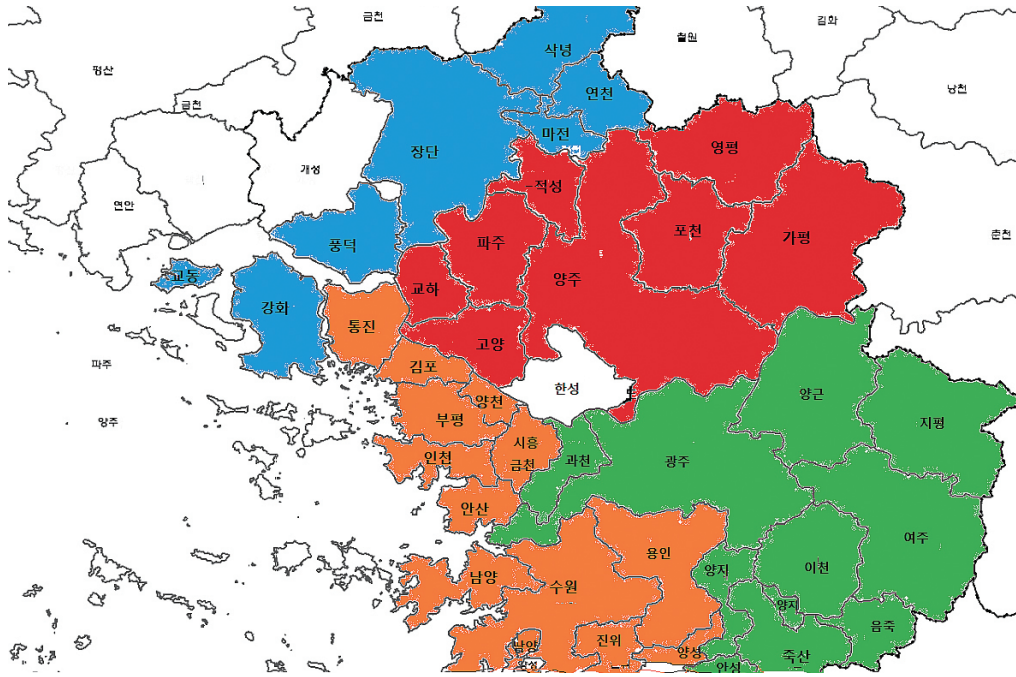 금천
김화
삭녕
철원
평산
연천
낭천
금천
마전
영평
장단
개성
적성
연안
포천
가평
춘천
파주
풍덕
양주
교동
교하
강화
통진
고양
김포
파주
한성
양근
양천
부평
양주
지평
시흥
인천
금천
과천
광주
안산
용인
여주
양지
이천
남양
수원
양지
음죽
남양
진위
양성
죽산
안성